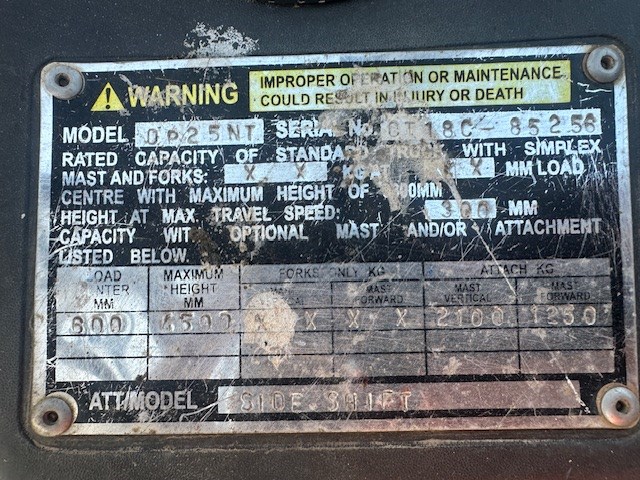 WARNING
IMPROPER OPERATION OR MAINTENANCE
COULD RESULT IN INJURY OR DEATH
MODEL DP25NT SERIAL No. CT18C-85256
RATED CAPACITY OF STANDARD TRUCK WITH SIMPLEX
MAST AND FORKS: X X KG AT X MM LOAD
CENTRE WITH MAXIMUM HEIGHT OF MM
HEIGHT AT MAX. TRAVEL SPEED: 300 MM
CAPACITY WITH OPTIONAL MAST AND/OR ATTACHMENT
LISTED BELOW.
LOAD CENTER MM MAXIMUM HEIGHT MM FORKS ONLY KG ATTACH KG
MAST FORWARD MAST VERTICAL MAST FORWARD
600 4300 X X X X 2100 1250
ATT/MODEL SIDE SHIFT